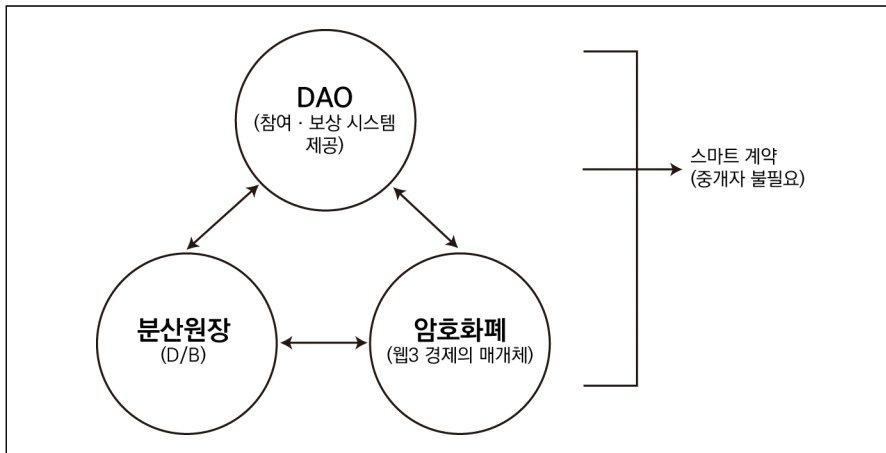 DAO
(참여 · 보상 시스템
제공)
스마트 계약
(중개자 불필요)
분산원장
(D/B)
암호화폐
(웹3 경제의 매개체)